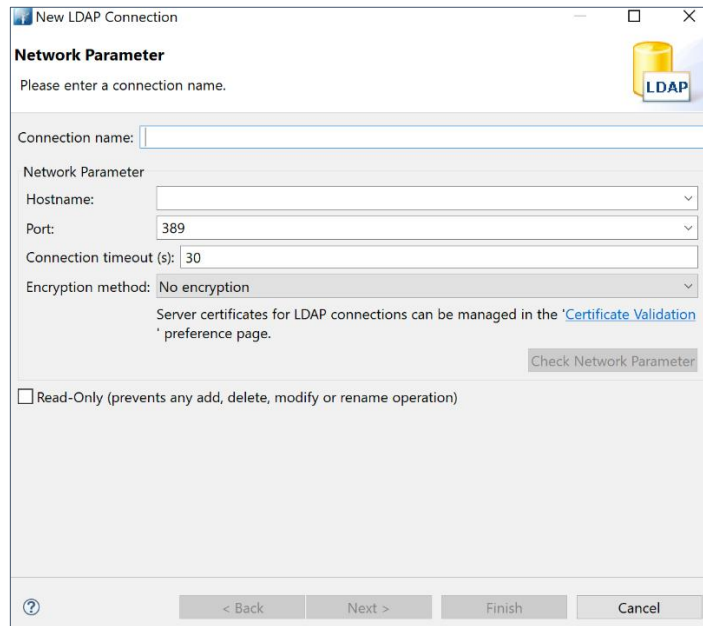 New LDAP Connection
Network Parameter
Please enter a connection name.
LDAP
Connection name:
Network Parameter
Hostname:
Port: 389
Connection timeout (s): 30
Encryption method: No encryption
Server certificates for LDAP connections can be managed in the 'Certificate Validation
' preference page.
Check Network Parameter
Read-Only (prevents any add, delete, modify or rename operation)
? < Back Next > Finish Cancel